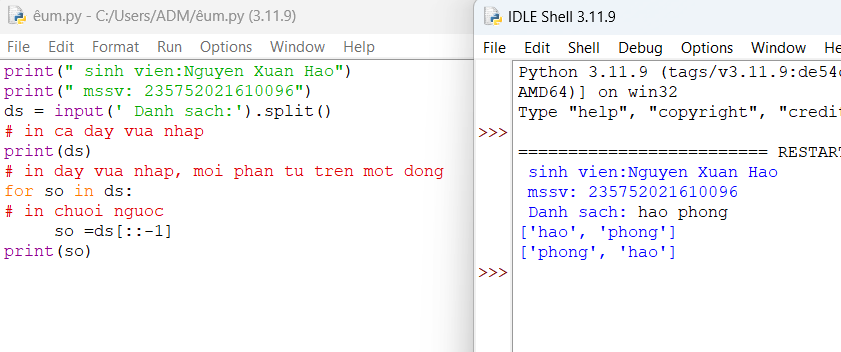 êum.py - C:/Users/ADM/êum.py (3.11.9)
File Edit Format Run Options Window Help
print(" sinh vien:Nguyen Xuan Hao")
print(" mssv: 235752021610096")
ds = input(' Danh sach:').split()
# in ca day vua nhap
print(ds)
# in day vua nhap, moi phan tu tren mot dong
for so in ds:
# in chuoi nguoc
     so =ds[::-1]
print(so)
IDLE Shell 3.11.9
File Edit Shell Debug Options Window He
Python 3.11.9 (tags/v3.11.9:de54c
AMD64)] on win32
Type "help", "copyright", "credit
>>>
========================= RESTART
 sinh vien:Nguyen Xuan Hao
 mssv: 235752021610096
 Danh sach: hao phong
['hao', 'phong']
['phong', 'hao']
>>>